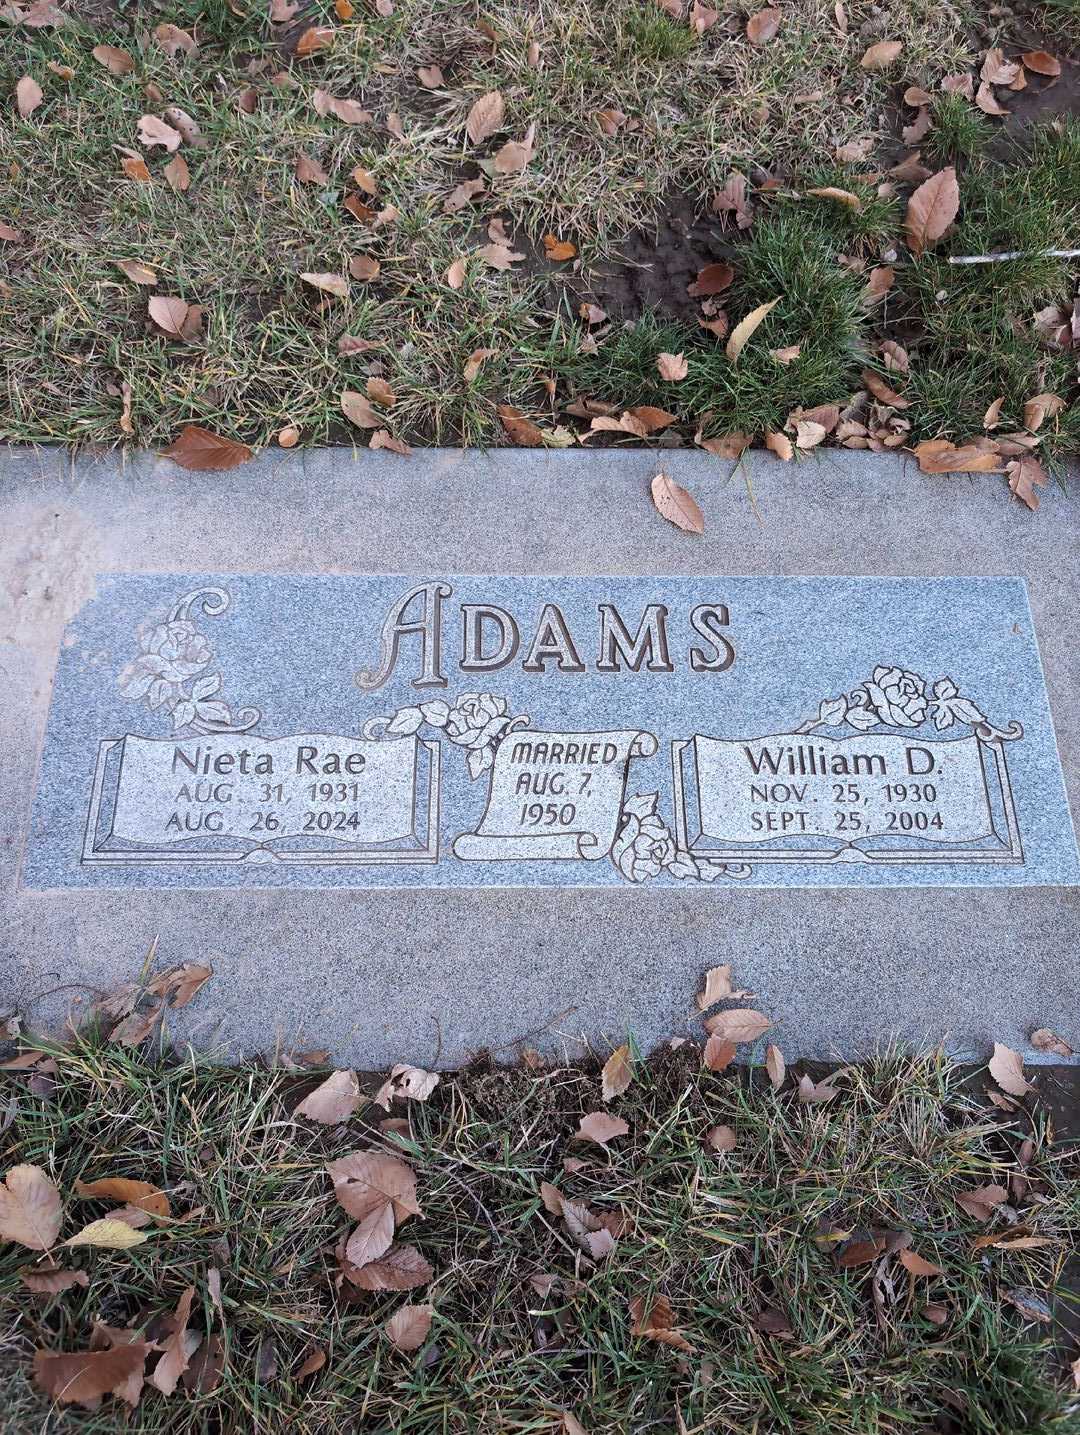 ADAMS
Nieta Rae
AUG. 31, 1931
AUG 26, 2024
MARRIED
AUG. 7,
1950
William D.
NOV. 25, 1930
SEPT. 25, 2004